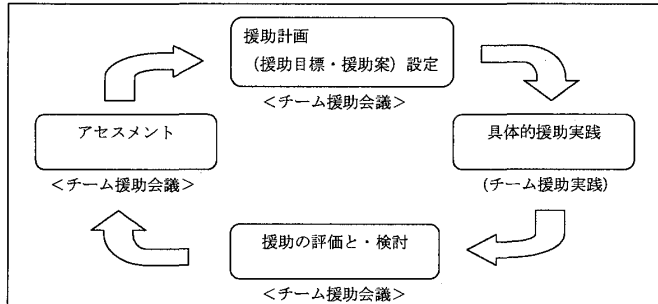 援助計画
(援助目標・援助案)設定
<チーム援助会議>
アセスメント
<チーム援助会議>
具体的援助実践
(チーム援助実践)
援助の評価と・検討
<チーム援助会議>